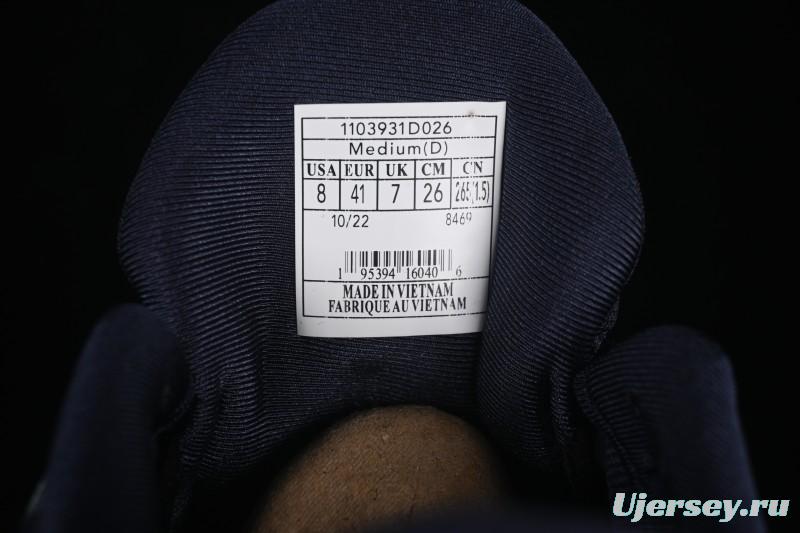 1103931D026
Medium(D)
USA EUR UK CM CN
8 41 7 26 265(1.5)
10/22 8469
1 95394 16040 6
MADE IN VIETNAM
FABRIQUE AU VIETNAM
Ujersey.ru